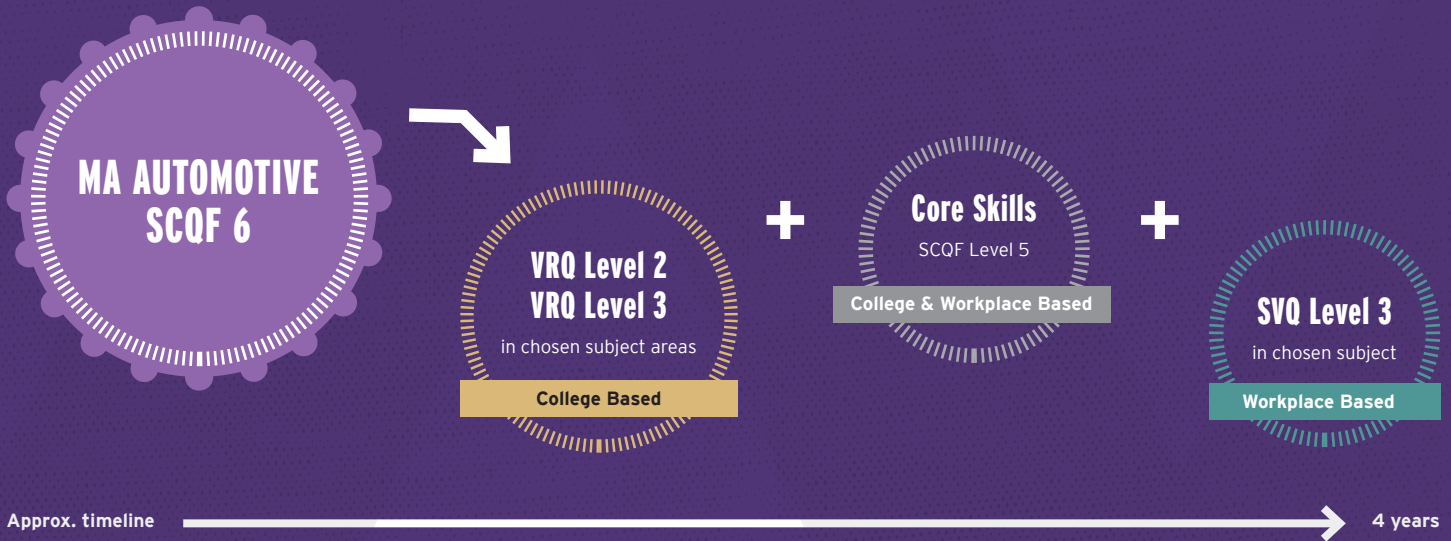 MA AUTOMOTIVE
SCQF 6
VRQ Level 2
VRQ Level 3
in chosen subject areas
College Based
+
Core Skills
SCQF Level 5
College & Workplace Based
+
SVQ Level 3
in chosen subject
Workplace Based
Approx. timeline
4 years